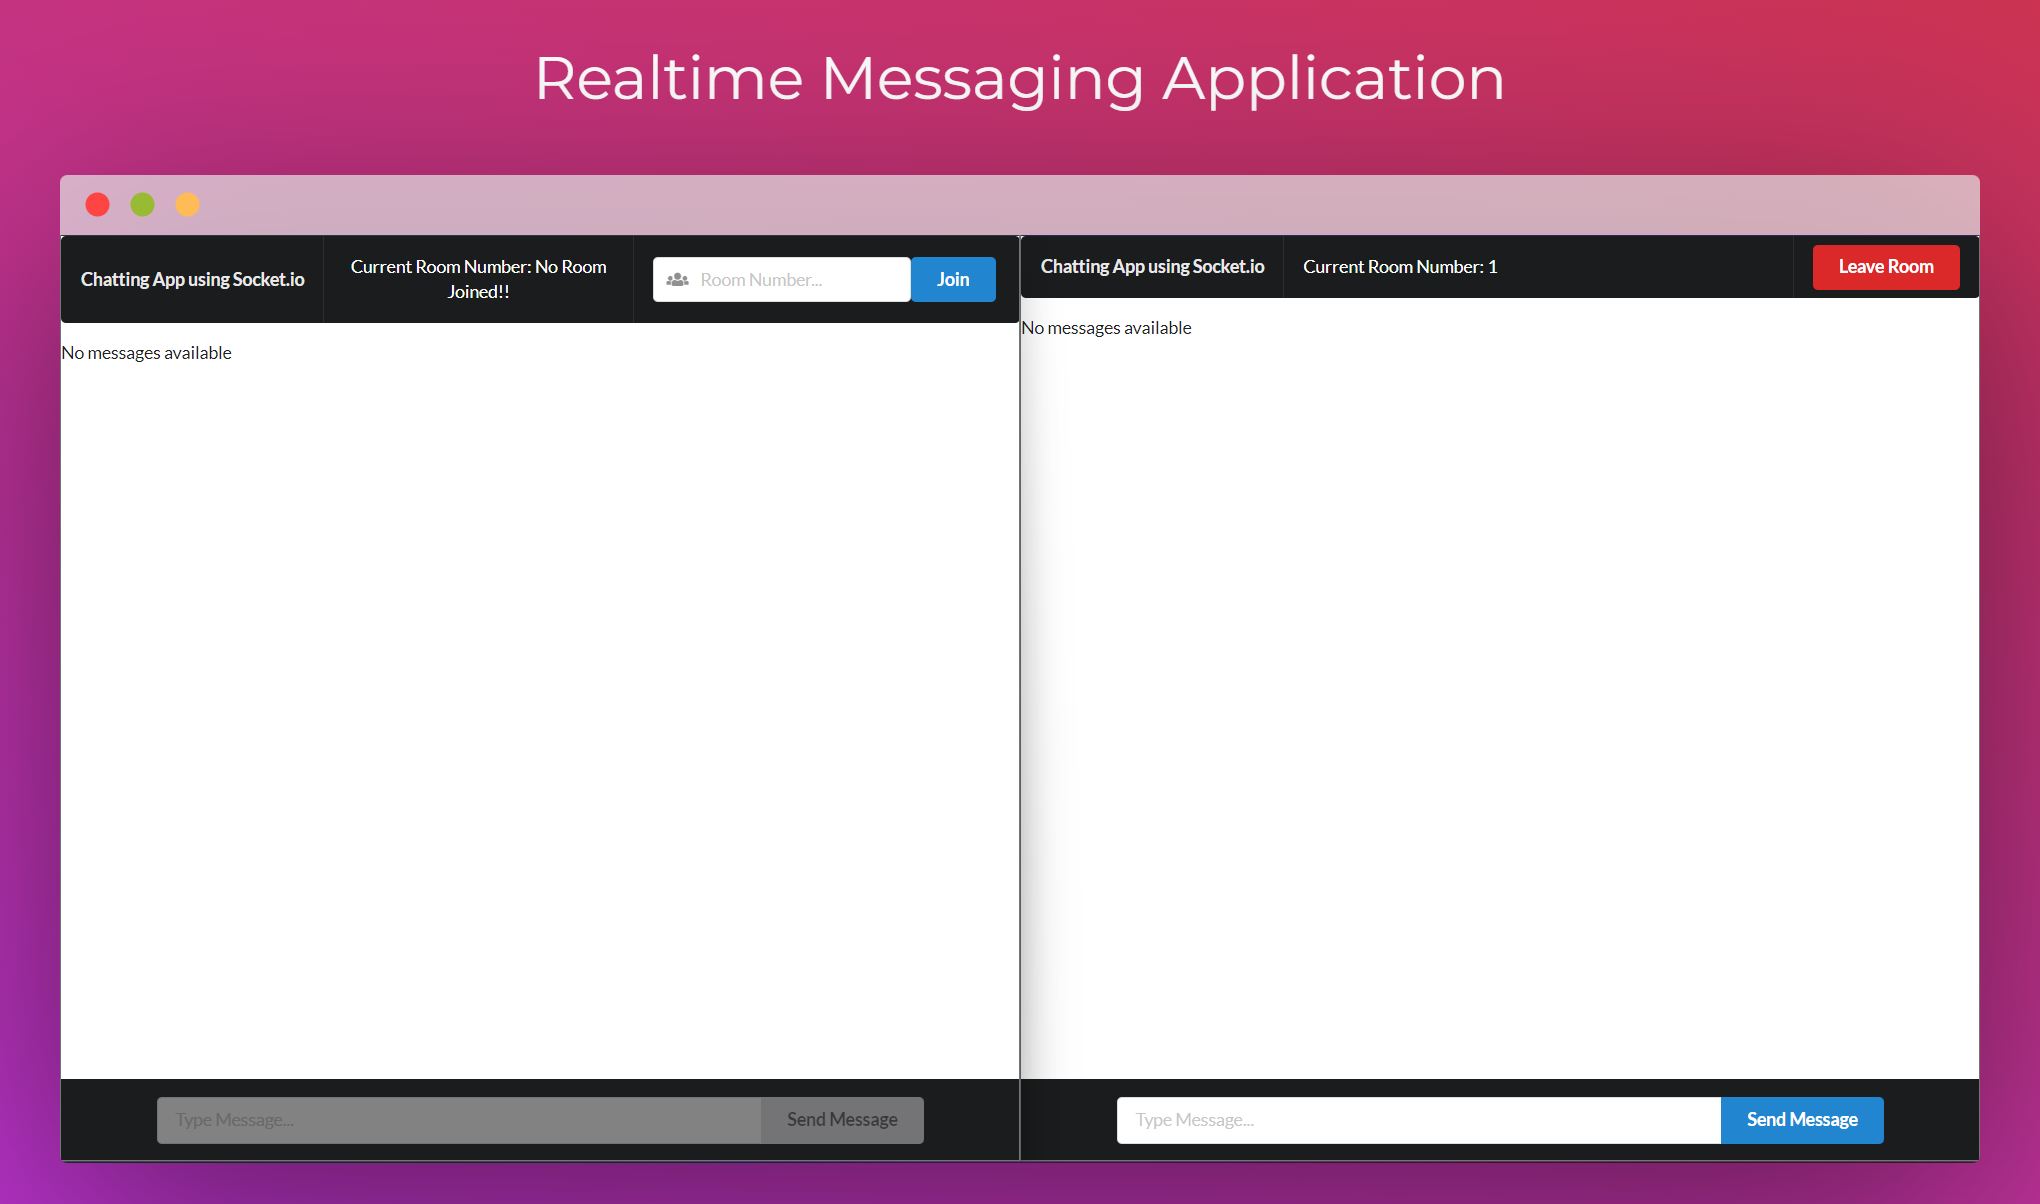 Realtime Messaging Application
Chatting App using Socket.io
Current Room Number: No Room
Joined!!
Room Number...
Join
No messages available
Type Message...
Send Message
Chatting App using Socket.io
Current Room Number: 1
Leave Room
No messages available
Type Message...
Send Message